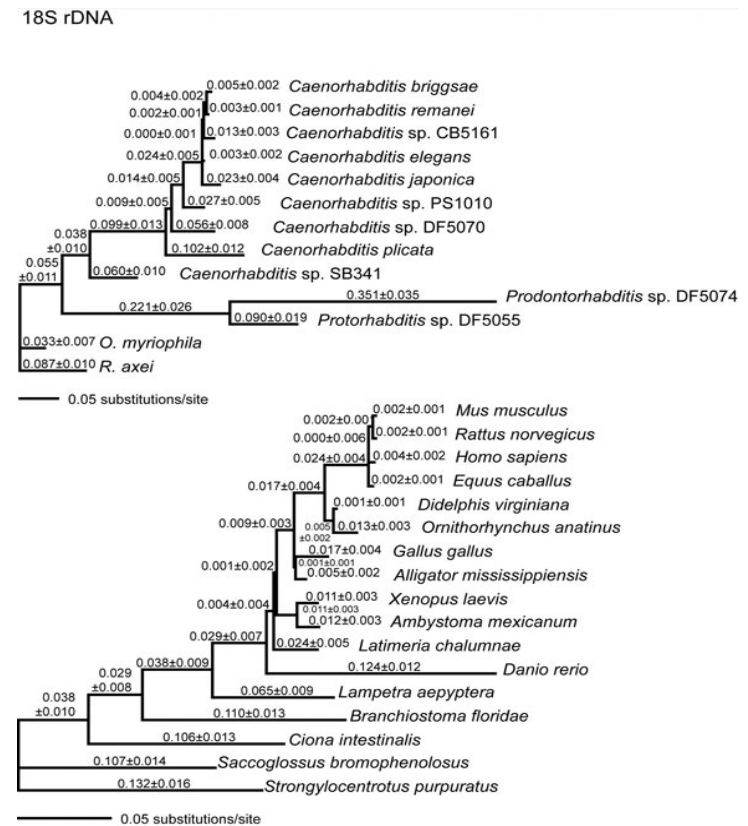 18S rDNA
0.005±0.002 Caenorhabditis briggsae
0.004±0.002
0.003±0.001 Caenorhabditis remanei
0.002±0.001
0.000±0.001 0.013±0.003 Caenorhabditis sp. CB5161
0.024±0.005 0.003±0.002 Caenorhabditis elegans
0.014±0.005 0.023±0.004 Caenorhabditis japonica
0.009±0.005 0.027±0.005 Caenorhabditis sp. PS1010
0.099±0.013 0.056±0.008 Caenorhabditis sp. DF5070
0.038
±0.010 0.102±0.012 Caenorhabditis plicata
0.055
±0.011 0.060±0.010 Caenorhabditis sp. SB341
0.351±0.035 Prodontorhabditis sp. DF5074
0.221±0.026
0.090±0.019 Protorhabditis sp. DF5055
0.033±0.007 O. myriophila
0.087±0.010 R. axei
0.05 substitutions/site
0.002±0.001 Mus musculus
0.002±0.00
0.002±0.001 Rattus norvegicus
0.000±0.006
0.024±0.004 0.004±0.002 Homo sapiens
0.002±0.001 Equus caballus
0.017±0.004
0.001±0.001 Didelphis virginiana
0.009±0.003 0.005
±0.002 0.013±0.003 Ornithorhynchus anatinus
0.017±0.004 Gallus gallus
0.001±0.001
0.001±0.002 0.005±0.002 Alligator mississippiensis
0.011±0.003 Xenopus laevis
0.004±0.004 0.011±0.003
0.012±0.003 Ambystoma mexicanum
0.029±0.007 0.024±0.005 Latimeria chalumnae
0.038±0.009 0.124±0.012 Danio rerio
0.029
±0.008 0.065±0.009 Lampetra aepyptera
0.038
±0.010 0.110±0.013 Branchiostoma floridae
0.106±0.013 Ciona intestinalis
0.107±0.014 Saccoglossus bromophenolosus
0.132±0.016 Strongylocentrotus purpuratus
0.05 substitutions/site